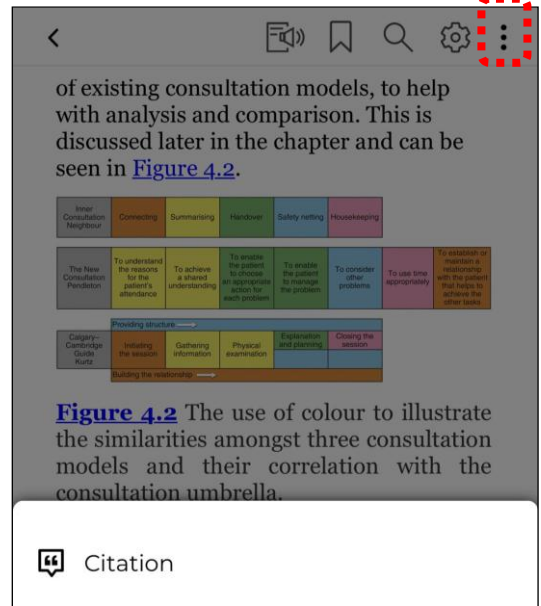 of existing consultation models, to help
with analysis and comparison. This is
discussed later in the chapter and can be
seen in Figure 4.2.
Inner
Consultation
Neighbour
Connecting
Summarising
Handover
Safety netting
Housekeeping
The New
Consultation
Pendleton
To understand
the reasons
for the
patient's
attendance
To achieve
a shared
understanding
To enable
the patient
to choose
an appropriate
action for
each problem
To enable
the patient
to manage
the problem
To consider
other
problems
To use time
appropriately
To establish or
maintain a
relationship
with the patient
that helps to
achieve the
other tasks
Providing structure
Calgary–
Cambridge
Guide
Kurtz
Initiating
the session
Gathering
information
Physical
examination
Explanation
and planning
Closing the
session
Building the relationship
Figure 4.2 The use of colour to illustrate
the similarities amongst three consultation
models and their correlation with the
consultation umbrella.
Citation